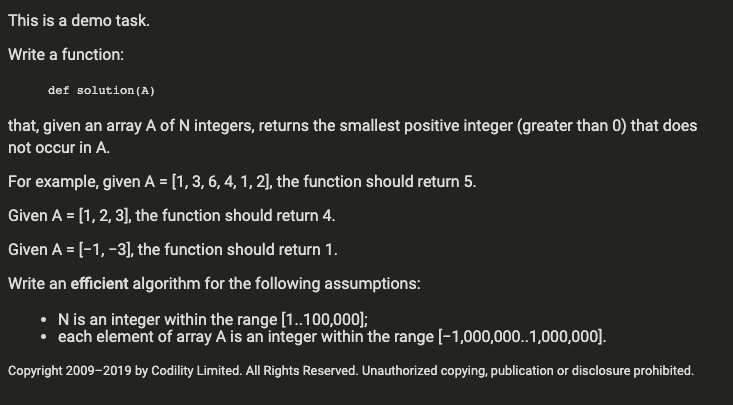 This is a demo task.
Write a function:
def solution(A)
that, given an array A of N integers, returns the smallest positive integer (greater than 0) that does
not occur in A.
For example, given A = [1, 3, 6, 4, 1, 2], the function should return 5.
Given A = [1, 2, 3], the function should return 4.
Given A = [−1, −3], the function should return 1.
Write an efficient algorithm for the following assumptions:
• N is an integer within the range [1..100,000];
• each element of array A is an integer within the range [−1,000,000..1,000,000].
Copyright 2009–2019 by Codility Limited. All Rights Reserved. Unauthorized copying, publication or disclosure prohibited.